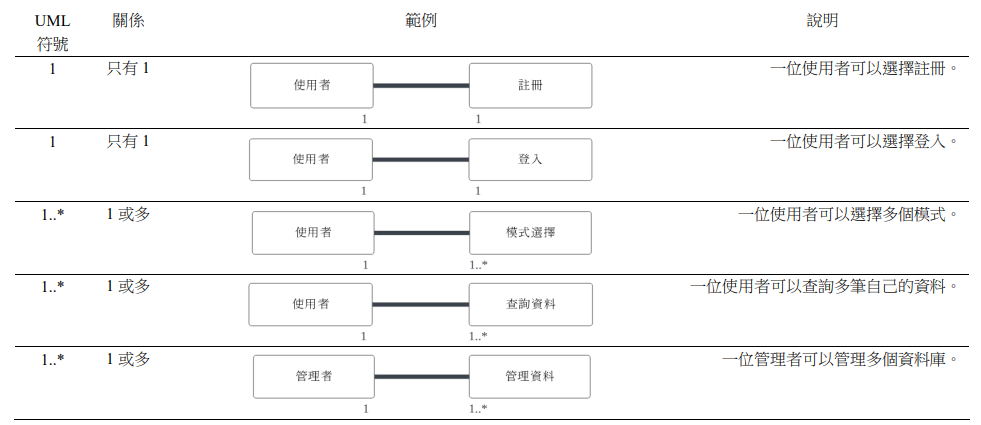 UML 符號 關係 範例 說明
1 只有 1 使用者 註冊 一位使用者可以選擇註冊。
1 1
1 只有 1 使用者 登入 一位使用者可以選擇登入。
1 1
1..* 1 或多 使用者 模式選擇 一位使用者可以選擇多個模式。
1 1..*
1..* 1 或多 使用者 查詢資料 一位使用者可以查詢多筆自己的資料。
1 1..*
1..* 1 或多 管理者 管理資料 一位管理者可以管理多個資料庫。
1 1..*